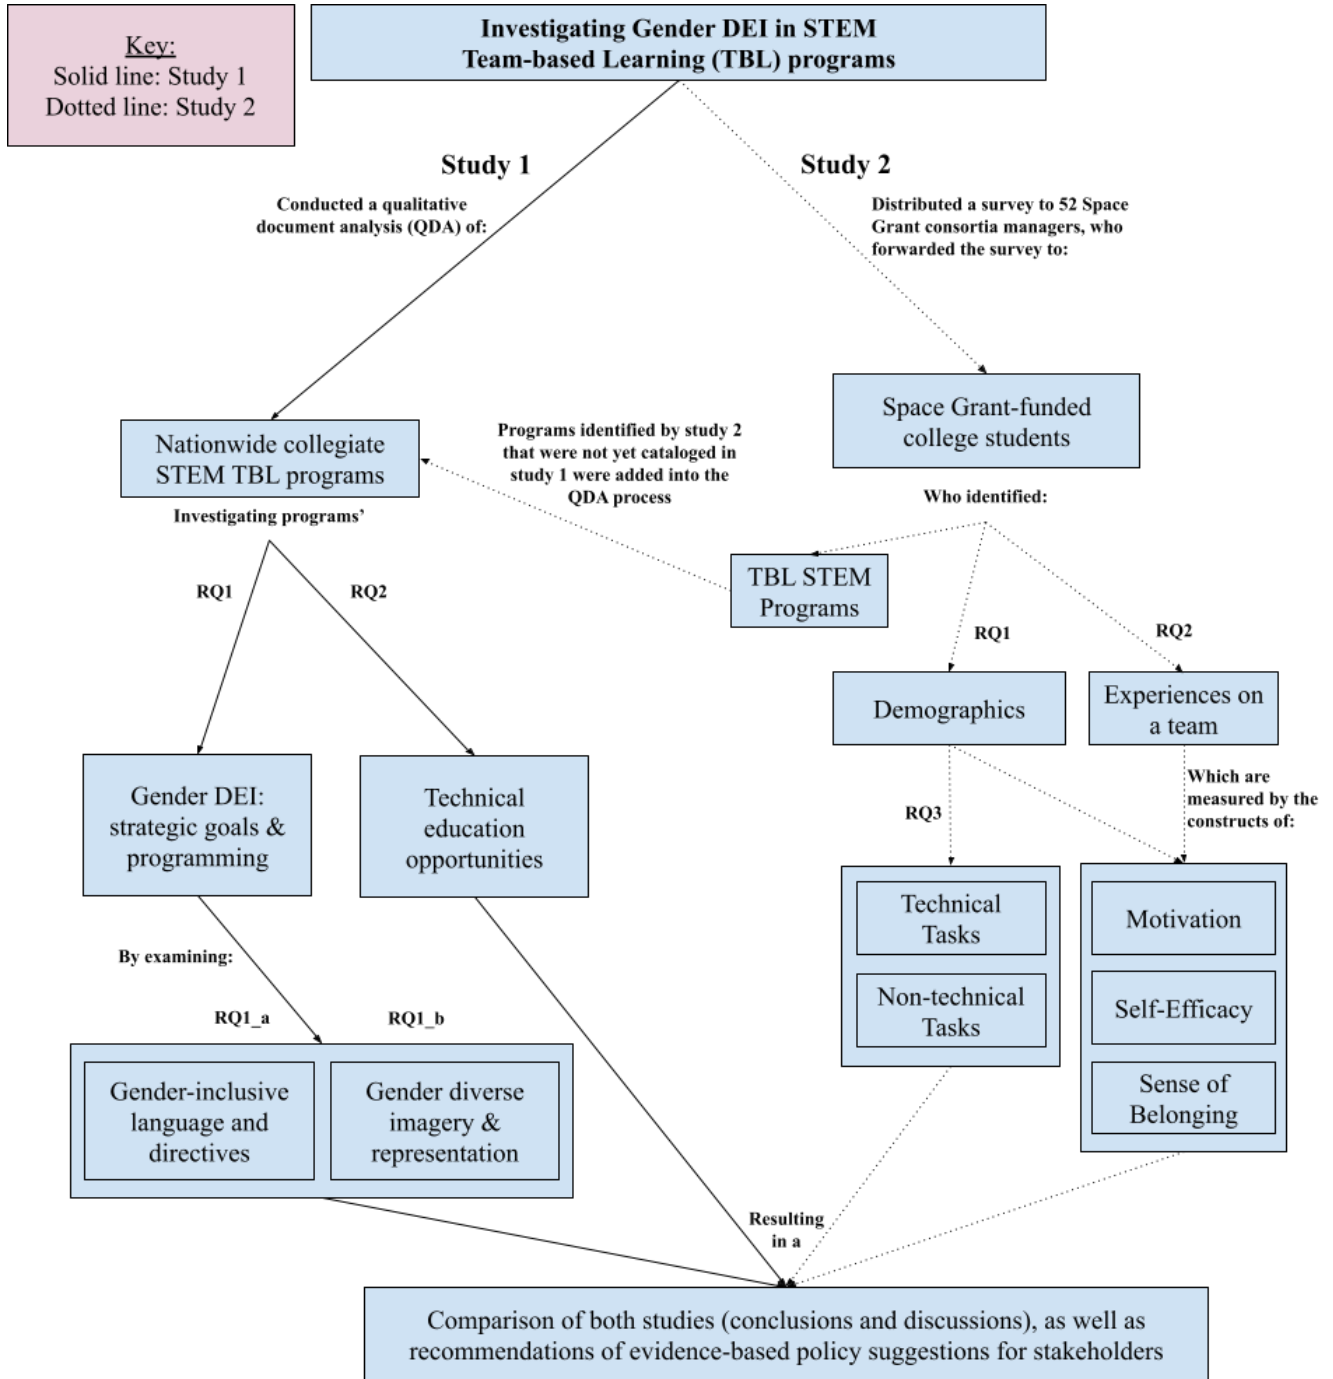 Key:
Solid line: Study 1
Dotted line: Study 2
Investigating Gender DEI in STEM
Team-based Learning (TBL) programs
Study 1
Conducted a qualitative
document analysis (QDA) of:
Study 2
Distributed a survey to 52 Space
Grant consortia managers, who
forwarded the survey to:
Nationwide collegiate
STEM TBL programs
Programs identified by study 2
that were not yet cataloged in
study 1 were added into the
QDA process
Space Grant-funded
college students
Investigating programs’
Who identified:
RQ1
RQ2
TBL STEM
Programs
RQ1
RQ2
Demographics
Experiences on
a team
Gender DEI:
strategic goals &
programming
Technical
education
opportunities
RQ3
Which are
measured by the
constructs of:
Technical
Tasks
Non-technical
Tasks
Motivation
Self-Efficacy
Sense of
Belonging
By examining:
RQ1_a
RQ1_b
Gender-inclusive
language and
directives
Gender diverse
imagery &
representation
Resulting
in a
Comparison of both studies (conclusions and discussions), as well as
recommendations of evidence-based policy suggestions for stakeholders